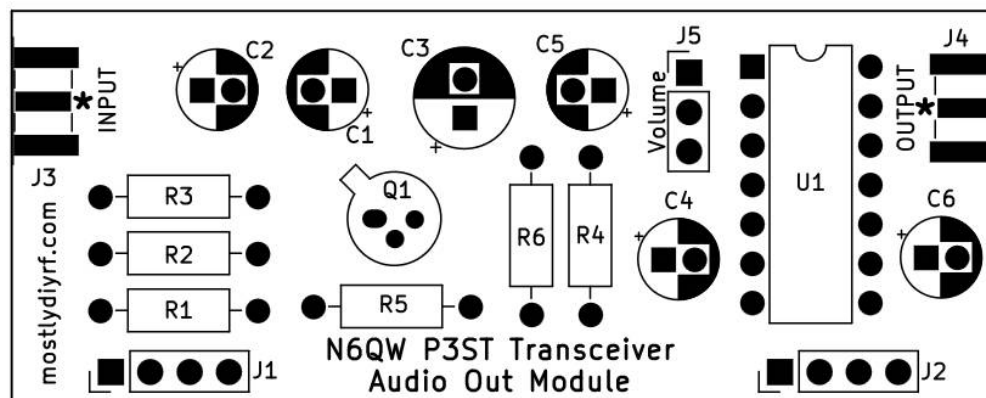 C2
C3
C5
J5
J4
INPUT
C1
Volume
OUTPUT
J3
R3
Q1
U1
C4
C6
R2
R6
R4
R1
R5
mostlydiyrf.com
J1
N6QW P3ST Transceiver
Audio Out Module
J2